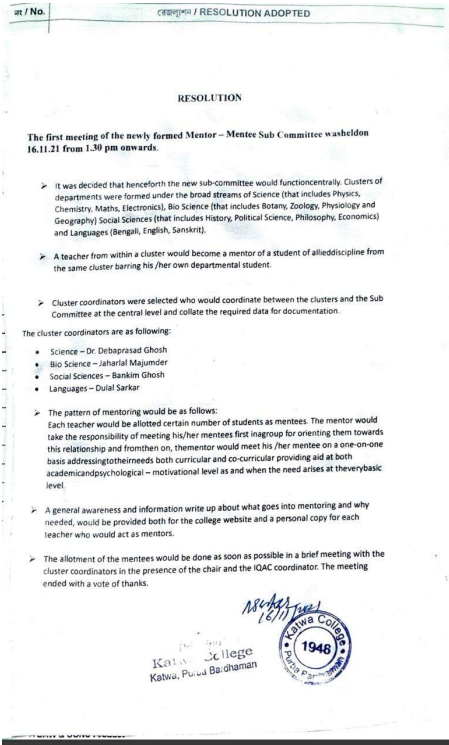 নং / No.
রেজল্যুশন / RESOLUTION ADOPTED
RESOLUTION
The first meeting of the newly formed Mentor – Mentee Sub Committee washeldon
16.11.21 from 1.30 pm onwards.
➢ It was decided that henceforth the new sub-committee would functioncentrally. Clusters of
departments were formed under the broad streams of Science (that includes Physics,
Chemistry, Maths, Electronics), Bio Science (that includes Botany, Zoology, Physiology and
Geography) Social Sciences (that includes History, Political Science, Philosophy, Economics)
and Languages (Bengali, English, Sanskrit).
➢ A teacher from within a cluster would become a mentor of a student of allieddiscipline from
the same cluster barring his /her own departmental student.
➢ Cluster coordinators were selected who would coordinate between the clusters and the Sub
Committee at the central level and collate the required data for documentation.
The cluster coordinators are as following:
• Science – Dr. Debaprasad Ghosh
• Bio Science – Jaharlal Majumder
• Social Sciences – Bankim Ghosh
• Languages – Dulal Sarkar
➢ The pattern of mentoring would be as follows:
Each teacher would be allotted certain number of students as mentees. The mentor would
take the responsibility of meeting his/her mentees first inagroup for orienting them towards
this relationship and fromthen on, thementor would meet his /her mentee on a one-on-one
basis addressingtotheirneeds both curricular and co-curricular providing aid at both
academicandpsychological – motivational level as and when the need arises at theverybasic
level.
➢ A general awareness and information write up about what goes into mentoring and why
needed, would be provided both for the college website and a personal copy for each
teacher who would act as mentors.
➢ The allotment of the mentees would be done as soon as possible in a brief meeting with the
cluster coordinators in the presence of the chair and the IQAC coordinator. The meeting
ended with a vote of thanks.
16/11/2021
Katwa College
Katwa, Purba Bardhaman
Katwa College
1948
Purba Bardhaman